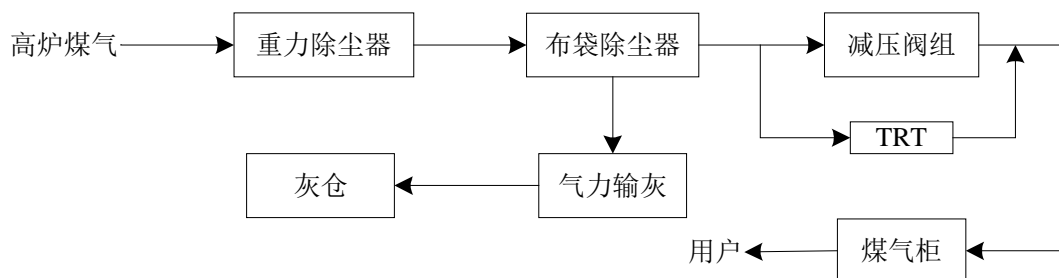 高炉煤气
重力除尘器
布袋除尘器
减压阀组
TRT
灰仓
气力输灰
用户
煤气柜